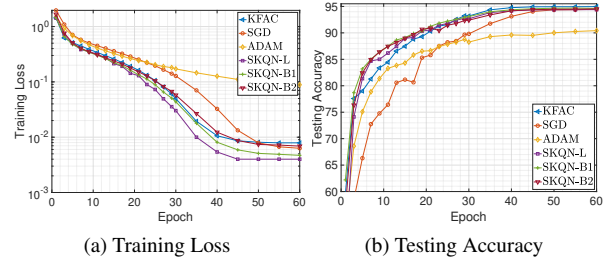 10^0
10^-1
10^-2
10^-3
Training Loss
0 10 20 30 40 50 60
Epoch
KFAC
SGD
ADAM
SKQN-L
SKQN-B1
SKQN-B2
(a) Training Loss
95
90
85
80
75
70
65
60
Testing Accuracy
0 10 20 30 40 50 60
Epoch
KFAC
SGD
ADAM
SKQN-L
SKQN-B1
SKQN-B2
(b) Testing Accuracy